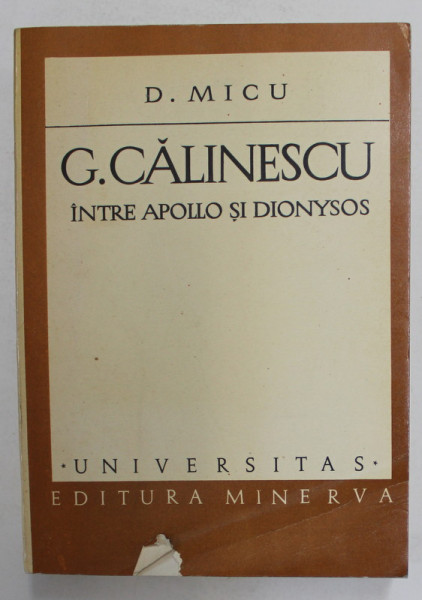 D. MICU
G. CĂLINESCU
ÎNTRE APOLLO ȘI DIONYSOS
· UNIVERSITAS ·
EDITURA MINERVA